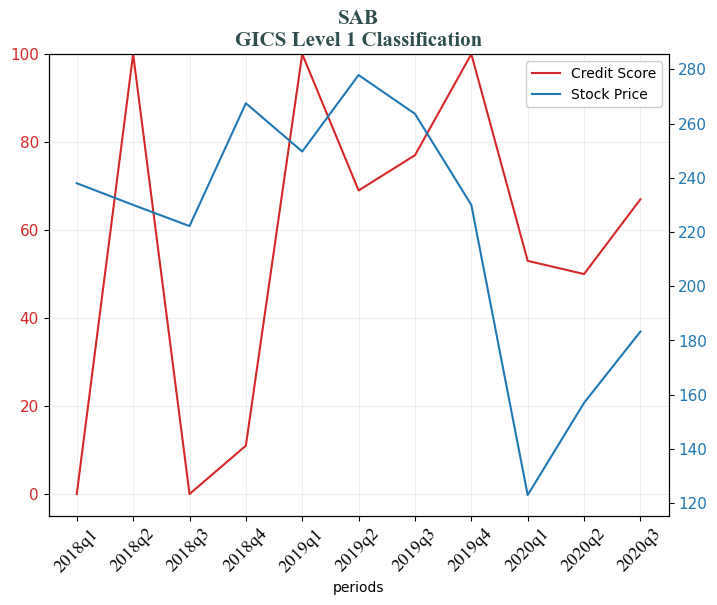 SAB
GICS Level 1 Classification
Credit Score
Stock Price
100
80
60
40
20
0
280
260
240
220
200
180
160
140
120
2018q1
2018q2
2018q3
2018q4
2019q1
2019q2
2019q3
2019q4
2020q1
2020q2
2020q3
periods